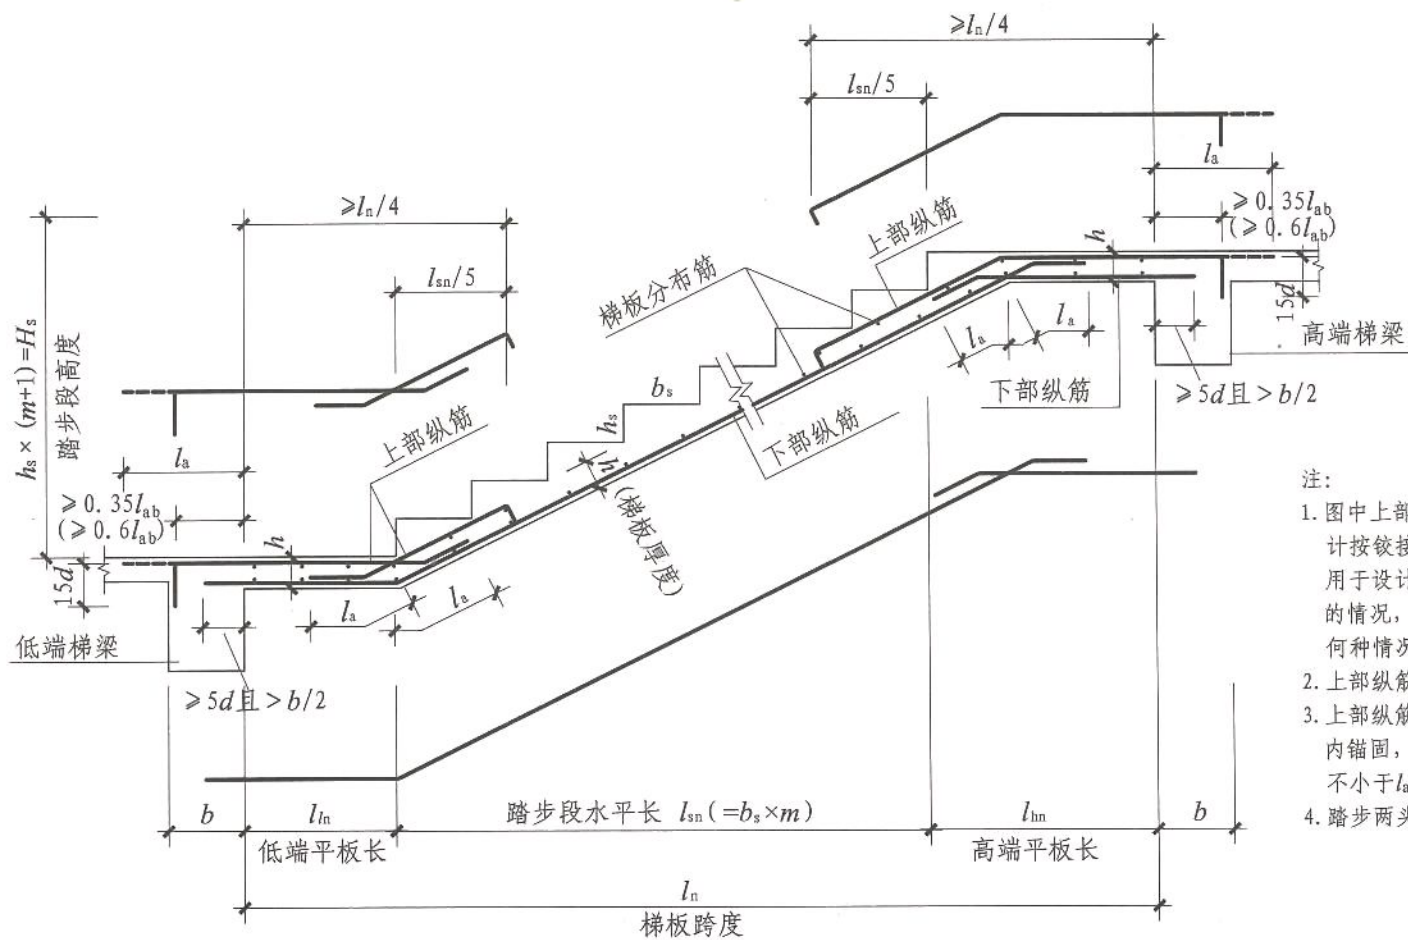 ≥ln/4
lsn/5
la
≥0.35lab
(≥0.6lab)
15d
高端梯梁
≥5d且>b/2
上部纵筋
h
梯板分布筋
la
la
下部纵筋
≥ln/4
lsn/5
hs×(m+1)=Hs
踏步段高度
bs
hs
下部纵筋
h
(梯板厚度)
上部纵筋
la
≥0.35lab
(≥0.6lab)
h
15d
la
la
低端梯梁
≥5d且>b/2
注:
1.图中上部
计按铰接
用于设计
的情况,
何种情况
2.上部纵筋
3.上部纵筋
内锚固,
不小于la
4.踏步两头
b
lln
踏步段水平长 lsn(=bs×m)
lhn
b
低端平板长
高端平板长
ln
梯板跨度